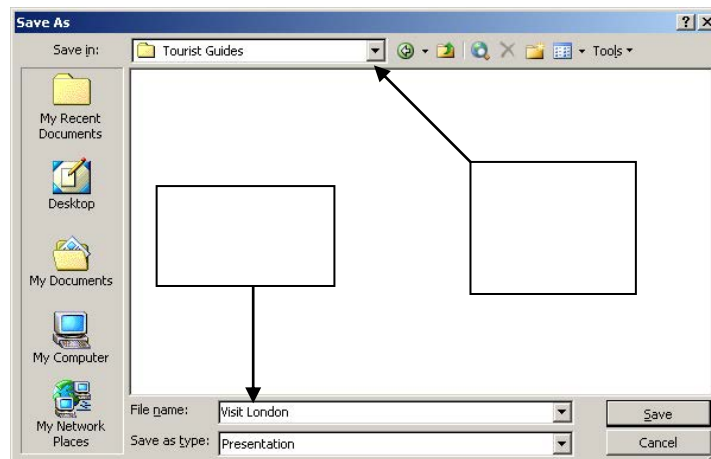 Save As
Save in:
Tourist Guides
Tools
My Recent
Documents
Desktop
My Documents
My Computer
My Network
Places
File name:
Visit London
Save
Save as type:
Presentation
Cancel